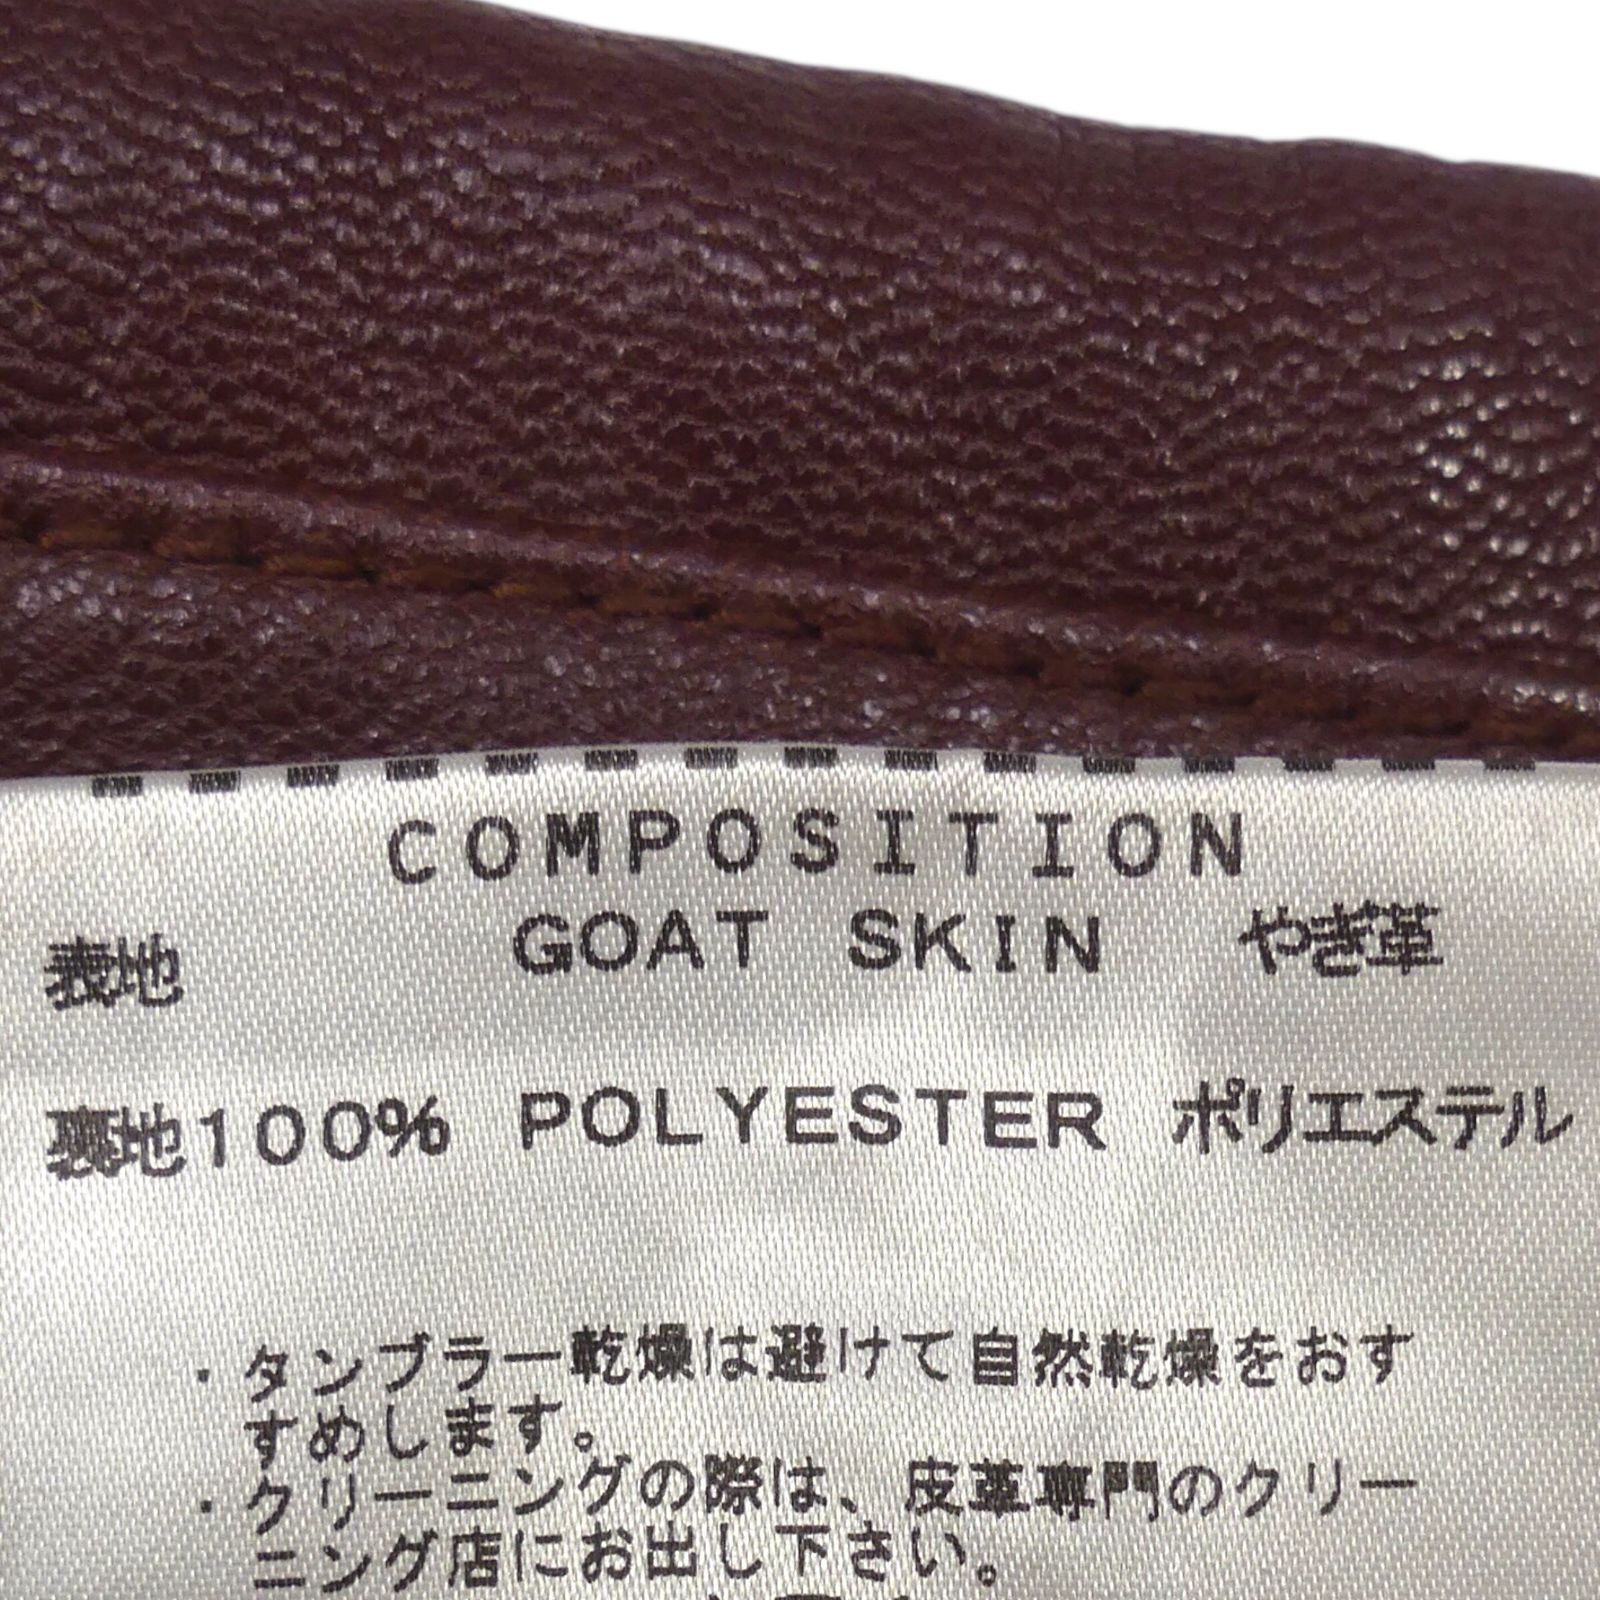 COMPOSITION
表地 GOAT SKIN やぎ革
裏地100% POLYESTER ポリエステル
・タンブラー乾燥は避けて自然乾燥をおす
すめします。
・クリーニングの際は、皮革専門のクリー
ニング店にお出し下さい。